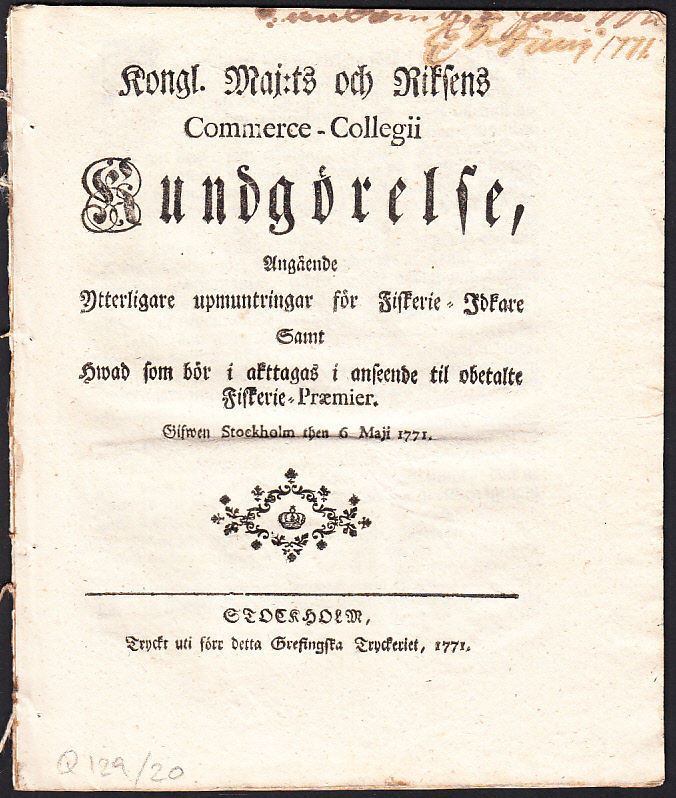 Juni 1771.
Kongl. Maj:ts och Riksens
Commerce-Collegii
Kundgörelse,
Angående
Ytterligare upmuntringar för Fiskerie-Idkare
Samt
Hwad som bör i akttagas i anseende til obetalte
Fiskerie-Præmier.
Gifwen Stockholm then 6 Maji 1771.
STOCKHOLM,
Tryckt uti förr detta Grefingska Tryckeriet, 1771.
Q 129/20